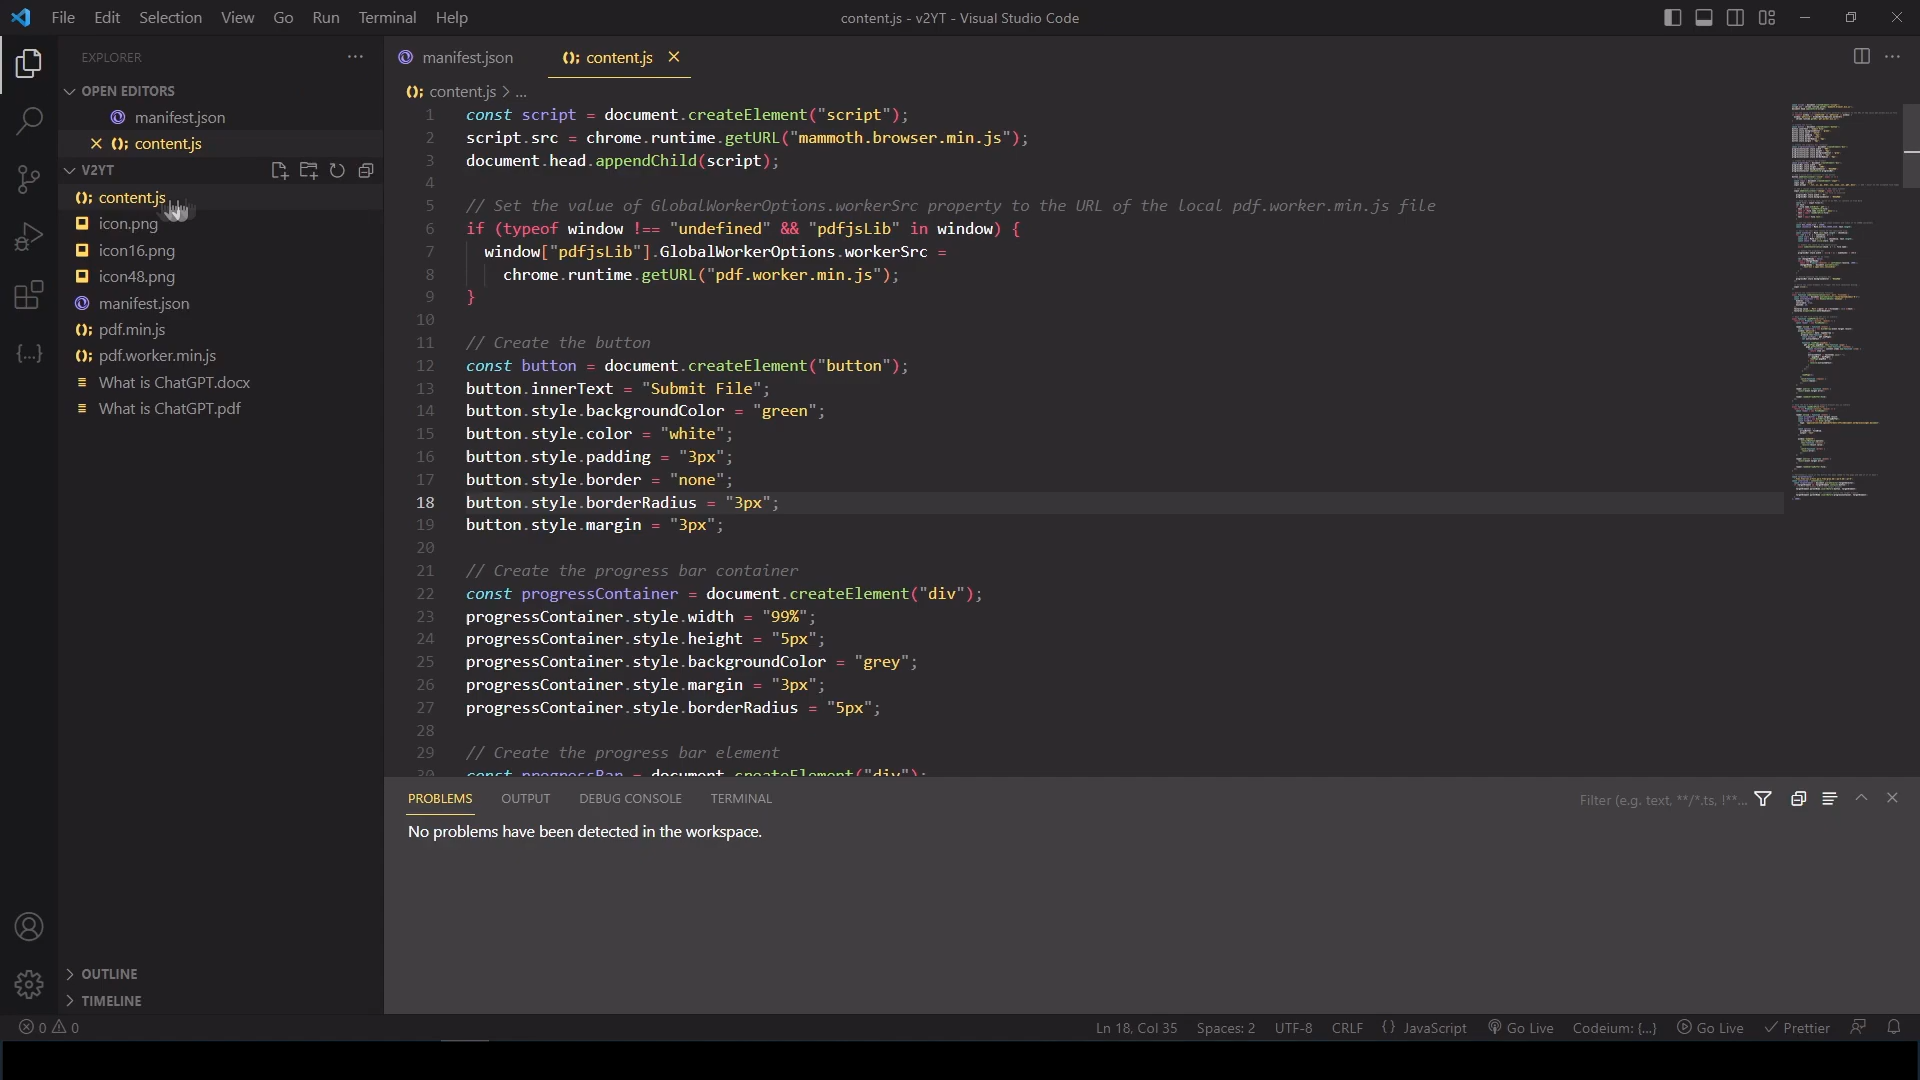 File Edit Selection View Go Run Terminal Help
content.js - v2YT - Visual Studio Code
EXPLORER
OPEN EDITORS
manifest.json
content.js
V2YT
content.js
icon.png
icon16.png
icon48.png
manifest.json
pdf.min.js
pdf.worker.min.js
What is ChatGPT.docx
What is ChatGPT.pdf
OUTLINE
TIMELINE
manifest.json
content.js
content.js > ...
1 const script = document.createElement("script");
2 script.src = chrome.runtime.getURL("mammoth.browser.min.js");
3 document.head.appendChild(script);
4
5 // Set the value of GlobalWorkerOptions.workerSrc property to the URL of the local pdf.worker.min.js file
6 if (typeof window !== "undefined" && "pdfjsLib" in window) {
7 window["pdfjsLib"].GlobalWorkerOptions.workerSrc =
8 chrome.runtime.getURL("pdf.worker.min.js");
9 }
10
11 // Create the button
12 const button = document.createElement("button");
13 button.innerText = "Submit File";
14 button.style.backgroundColor = "green";
15 button.style.color = "white";
16 button.style.padding = "3px";
17 button.style.border = "none";
18 button.style.borderRadius = "3px";
19 button.style.margin = "3px";
20
21 // Create the progress bar container
22 const progressContainer = document.createElement("div");
23 progressContainer.style.width = "99%";
24 progressContainer.style.height = "5px";
25 progressContainer.style.backgroundColor = "grey";
26 progressContainer.style.margin = "3px";
27 progressContainer.style.borderRadius = "5px";
28
29 // Create the progress bar element
30 const progressBar = document.createElement("div");
PROBLEMS OUTPUT DEBUG CONSOLE TERMINAL
Filter (e.g. text, **/*.ts, !**...
No problems have been detected in the workspace.
0 0
Ln 18, Col 35 Spaces: 2 UTF-8 CRLF {} JavaScript Go Live Codeium: {...} Go Live Prettier